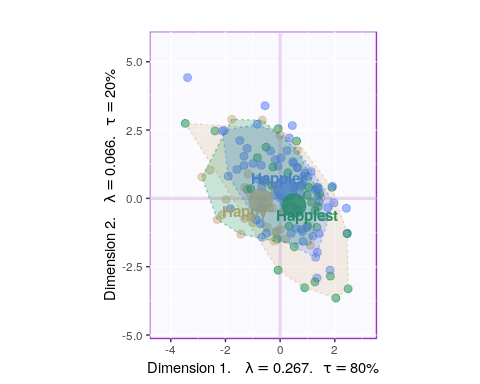 5.0
2.5
0.0
-2.5
-5.0
-4
-2
0
2
Happier
Happy
Happiest
Dimension 2. λ = 0.066. τ = 20%
Dimension 1. λ = 0.267. τ = 80%